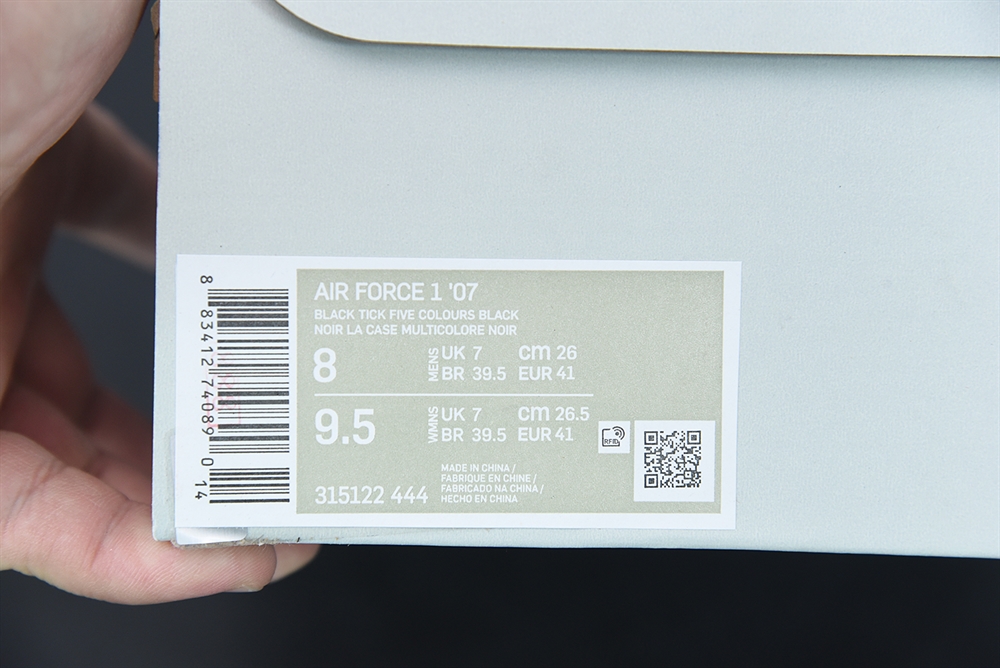 AIR FORCE 1 '07
BLACK TICK FIVE COLOURS BLACK
NOIR LA CASE MULTICOLORE NOIR
8 MENS UK 7 cm 26
BR 39.5 EUR 41
9.5 WMNS UK 7 cm 26.5
BR 39.5 EUR 41
RFID
315122 444
MADE IN CHINA /
FABRIQUE EN CHINE /
FABRICADO NA CHINA /
HECHO EN CHINA
8 83412 74089 0 14